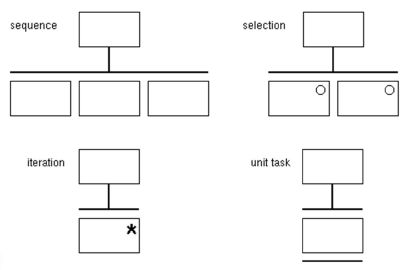 sequence
selection
iteration
unit task